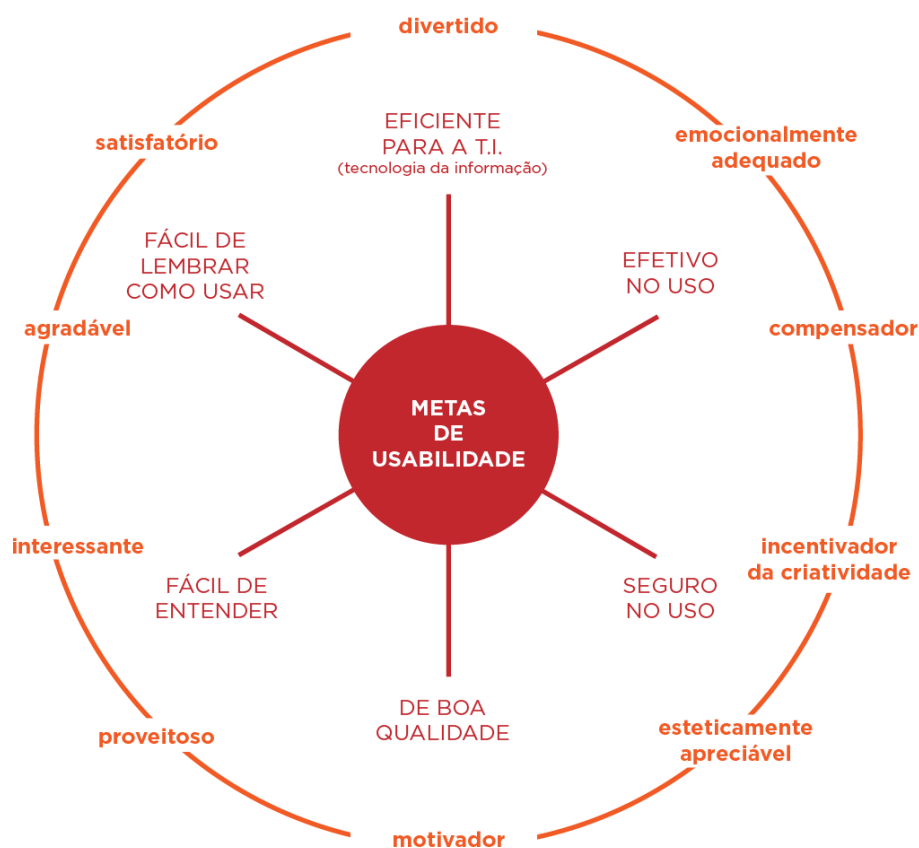 divertido
satisfatório
EFICIENTE
PARA A T.I.
(tecnologia da informação)
emocionalmente
adequado
FÁCIL DE
LEMBRAR
COMO USAR
EFETIVO
NO USO
agradável
compensador
METAS
DE
USABILIDADE
interessante
incentivador
da criatividade
FÁCIL DE
ENTENDER
SEGURO
NO USO
DE BOA
QUALIDADE
proveitoso
esteticamente
apreciável
motivador